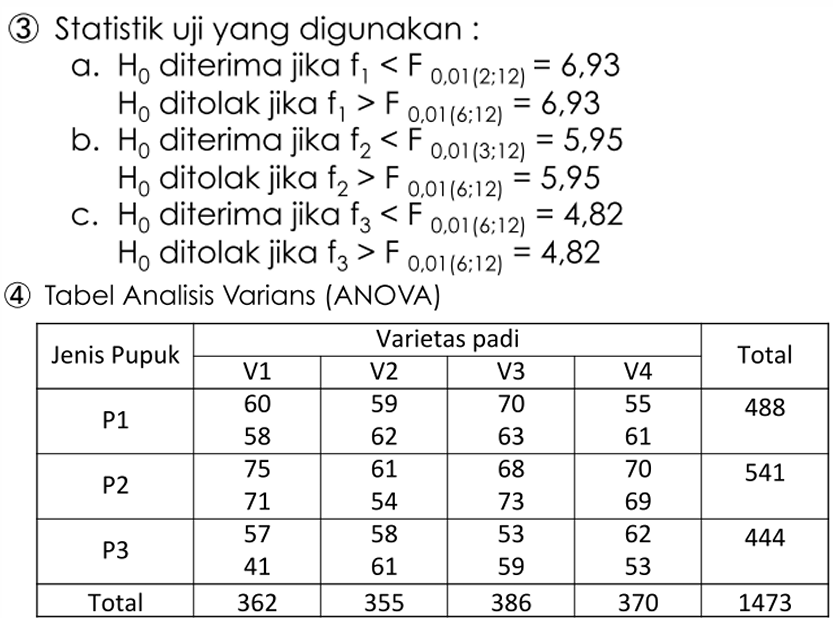 ③ Statistik uji yang digunakan :
a. H₀ diterima jika f₁ < F 0,01(2;12) = 6,93
H₀ ditolak jika f₁ > F 0,01(6;12) = 6,93
b. H₀ diterima jika f₂ < F 0,01(3;12) = 5,95
H₀ ditolak jika f₂ > F 0,01(6;12) = 5,95
c. H₀ diterima jika f₃ < F 0,01(6;12) = 4,82
H₀ ditolak jika f₃ > F 0,01(6;12) = 4,82
④ Tabel Analisis Varians (ANOVA)
Jenis Pupuk Varietas padi Total
V1 V2 V3 V4
P1 60 59 70 55 488
58 62 63 61
P2 75 61 68 70 541
71 54 73 69
P3 57 58 53 62 444
41 61 59 53
Total 362 355 386 370 1473